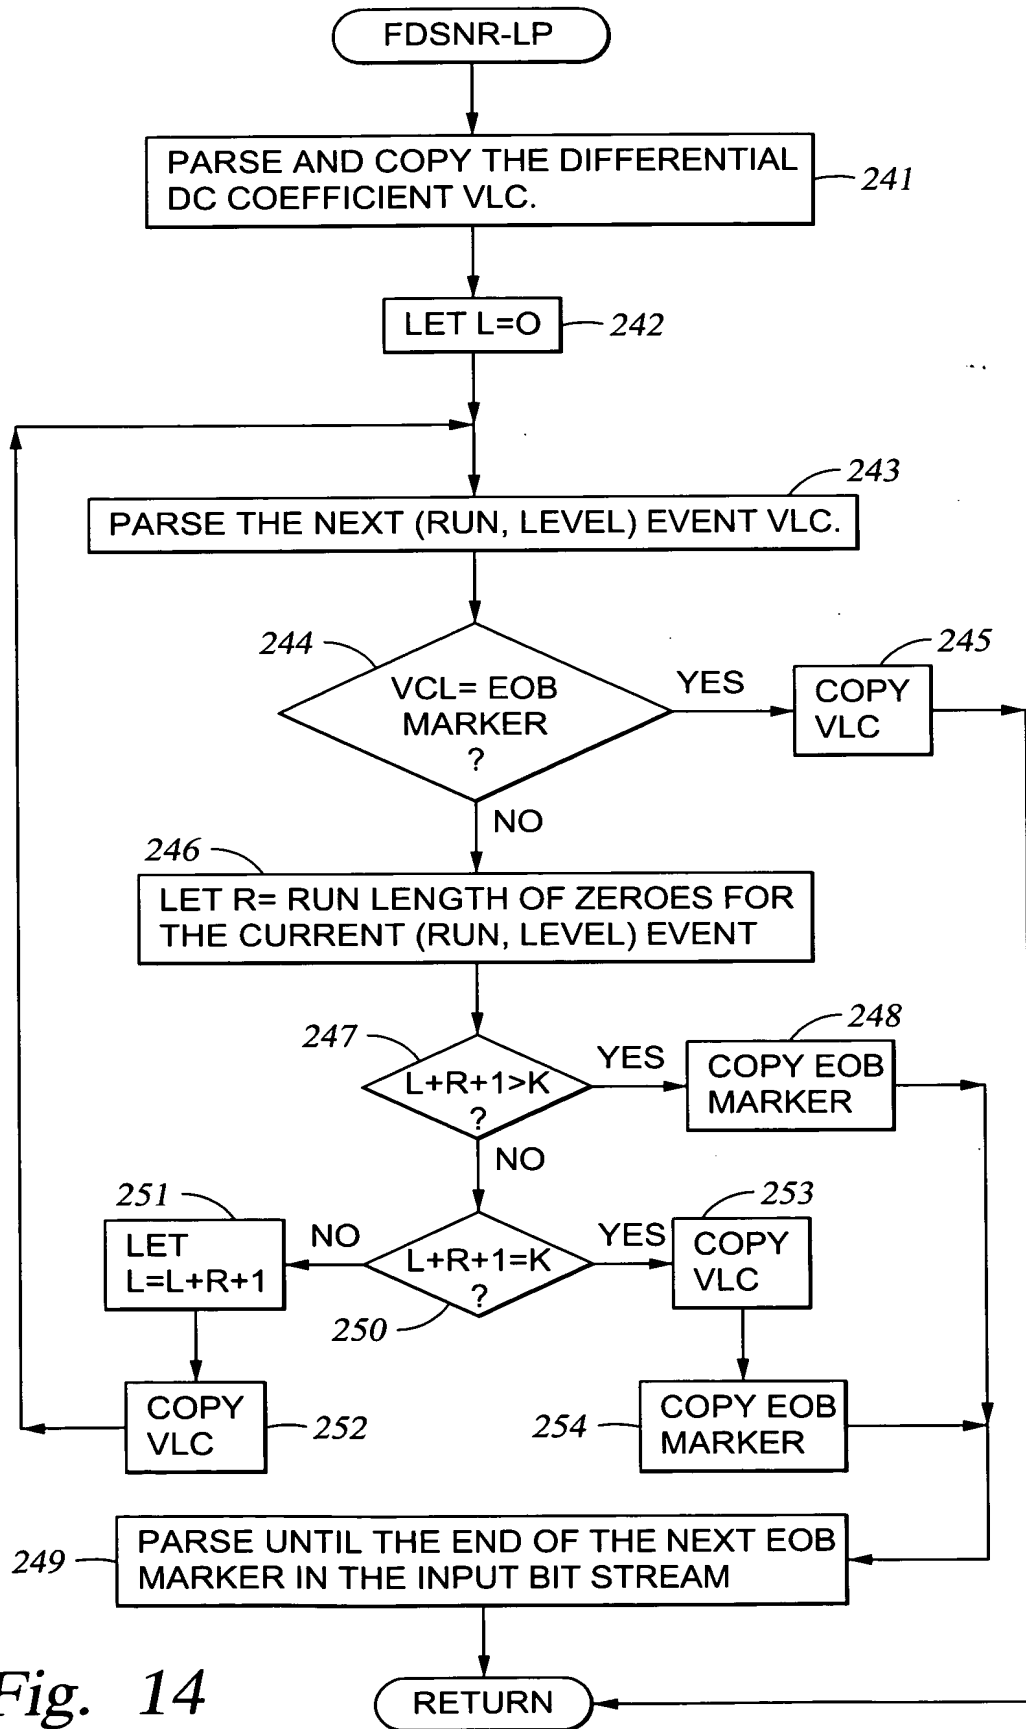 FDSNR-LP
PARSE AND COPY THE DIFFERENTIAL
DC COEFFICIENT VLC.
241
LET L=O
242
243
PARSE THE NEXT (RUN, LEVEL) EVENT VLC.
244
VCL= EOB
MARKER
?
YES
245
COPY
VLC
NO
246
LET R= RUN LENGTH OF ZEROES FOR
THE CURRENT (RUN, LEVEL) EVENT
247
L+R+1>K
?
YES
248
COPY EOB
MARKER
NO
251
LET
L=L+R+1
NO
L+R+1=K
?
250
YES
253
COPY
VLC
COPY
VLC
252
254
COPY EOB
MARKER
249
PARSE UNTIL THE END OF THE NEXT EOB
MARKER IN THE INPUT BIT STREAM
Fig. 14
RETURN